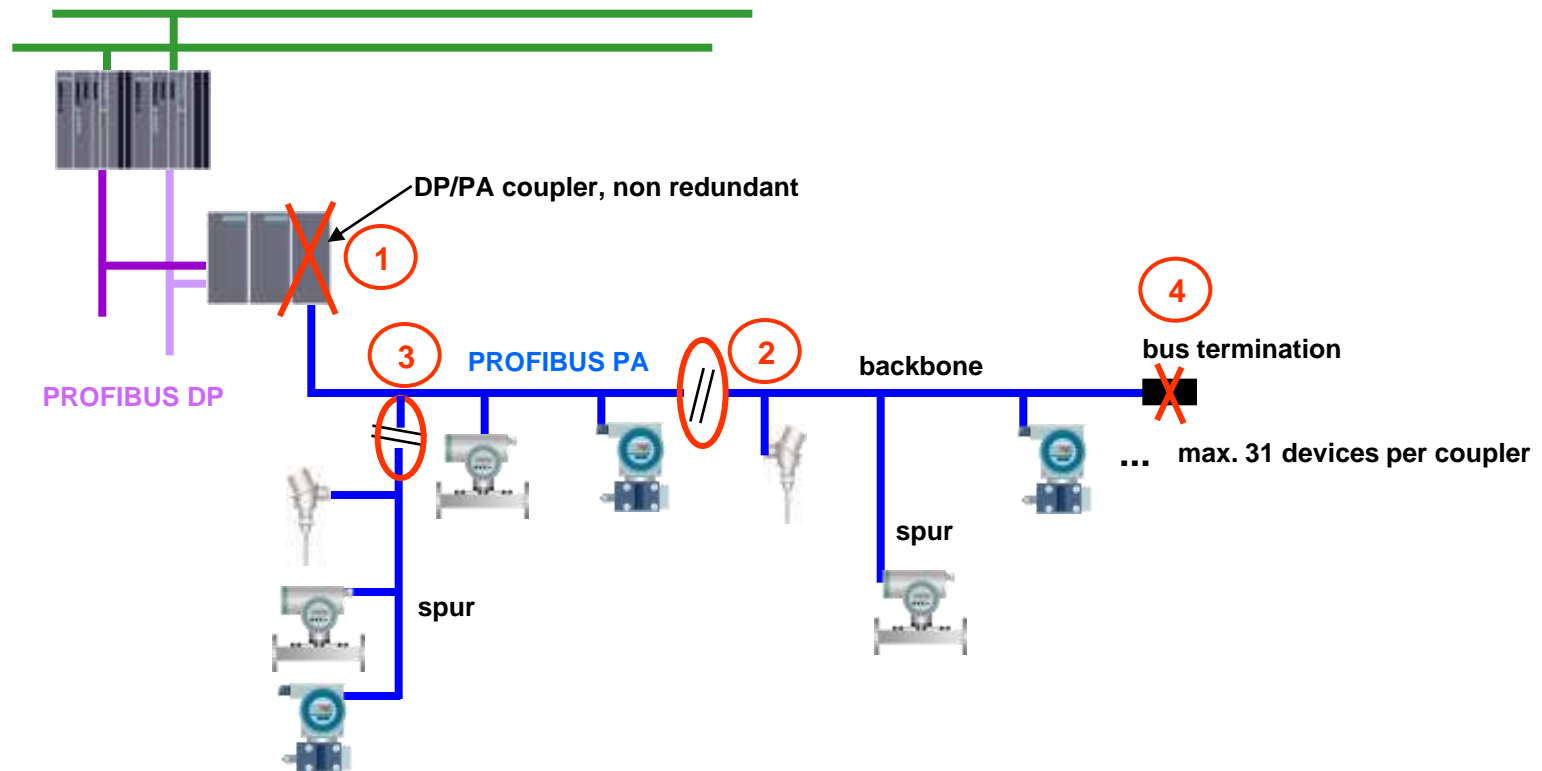 DP/PA coupler, non redundant
1
4
3
2
PROFIBUS PA
backbone
bus termination
PROFIBUS DP
... max. 31 devices per coupler
spur
spur